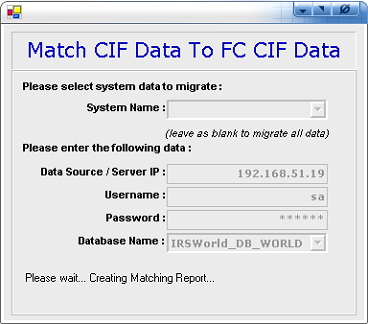 Match CIF Data To FC CIF Data
Please select system data to migrate :
System Name :
(leave as blank to migrate all data)
Please enter the following data :
Data Source / Server IP : 192.168.51.19
Username : sa
Password : ******
Database Name : IRSWorld_DB_WORLD
Please wait... Creating Matching Report...